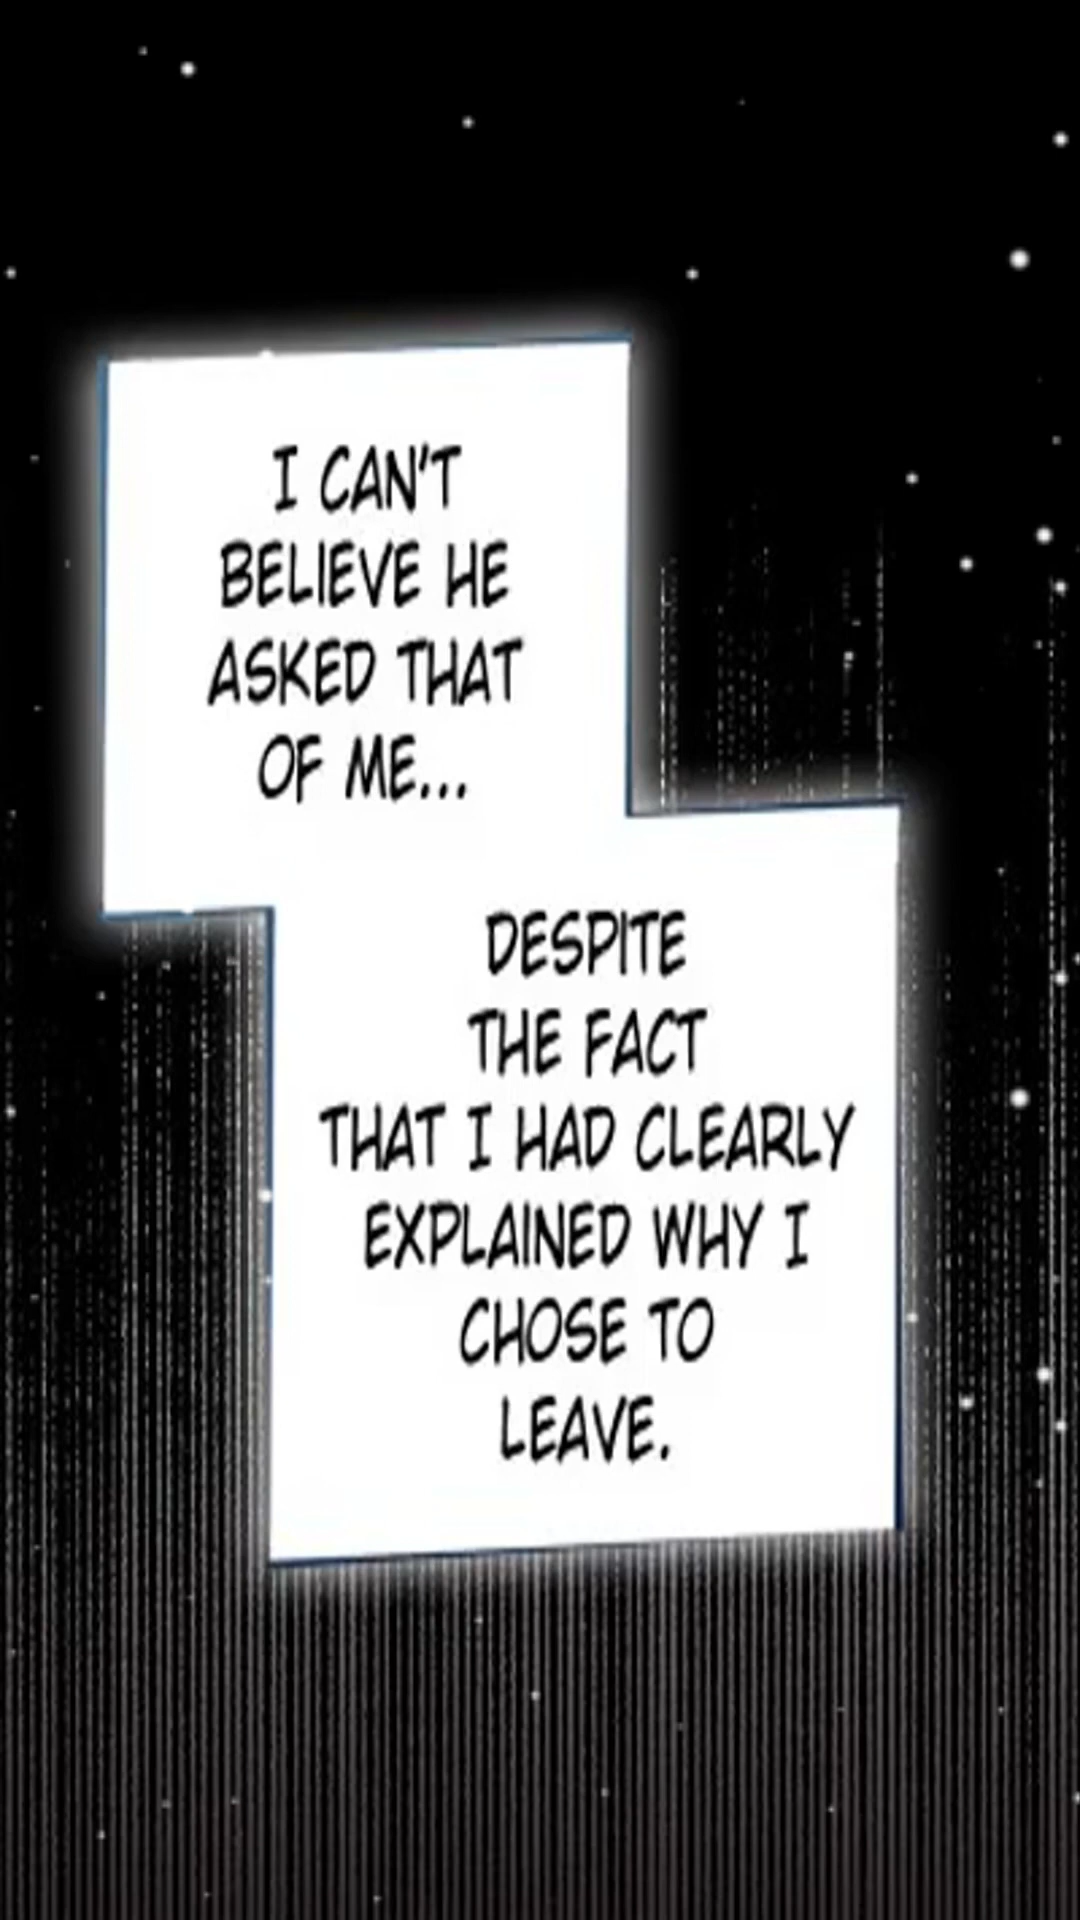 I CAN'T
BELIEVE HE
ASKED THAT
OF ME...
DESPITE
THE FACT
THAT I HAD CLEARLY
EXPLAINED WHY I
CHOSE TO
LEAVE.